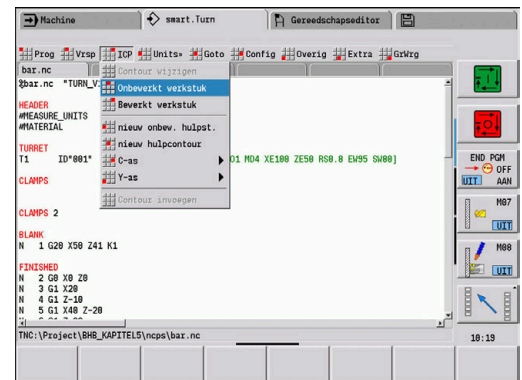 Machine smart.Turn Gereedschapseditor
Prog Vrsp ICP Units» Goto Config Overig Extra GrWrg
bar.nc
Contour wijzigen
%bar.nc "TURN_V
Onbewerkt verkstuk
HEADER
Bewerkt verkstuk
#MEASURE_UNITS
#MATERIAL
nieuw onbew. hulpst.
TURRET
nieuw hulpcontour
T1 ID"001"
C-as
O1 MD4 XE100 ZE50 RS0.8 EW95 SW80]
CLAMPS
Y-as
Contour invoegen
CLAMPS 2
BLANK
N 1 G20 X50 Z41 K1
FINISHED
N 2 G0 X0 Z0
N 3 G1 X20
N 4 G1 Z-10
N 5 G1 X48 Z-20
TNC:\Project\BHB_KAPITEL5\ncps\bar.nc
END PGM
OFF
UIT AAN
M07
UIT
M08
UIT
10:19